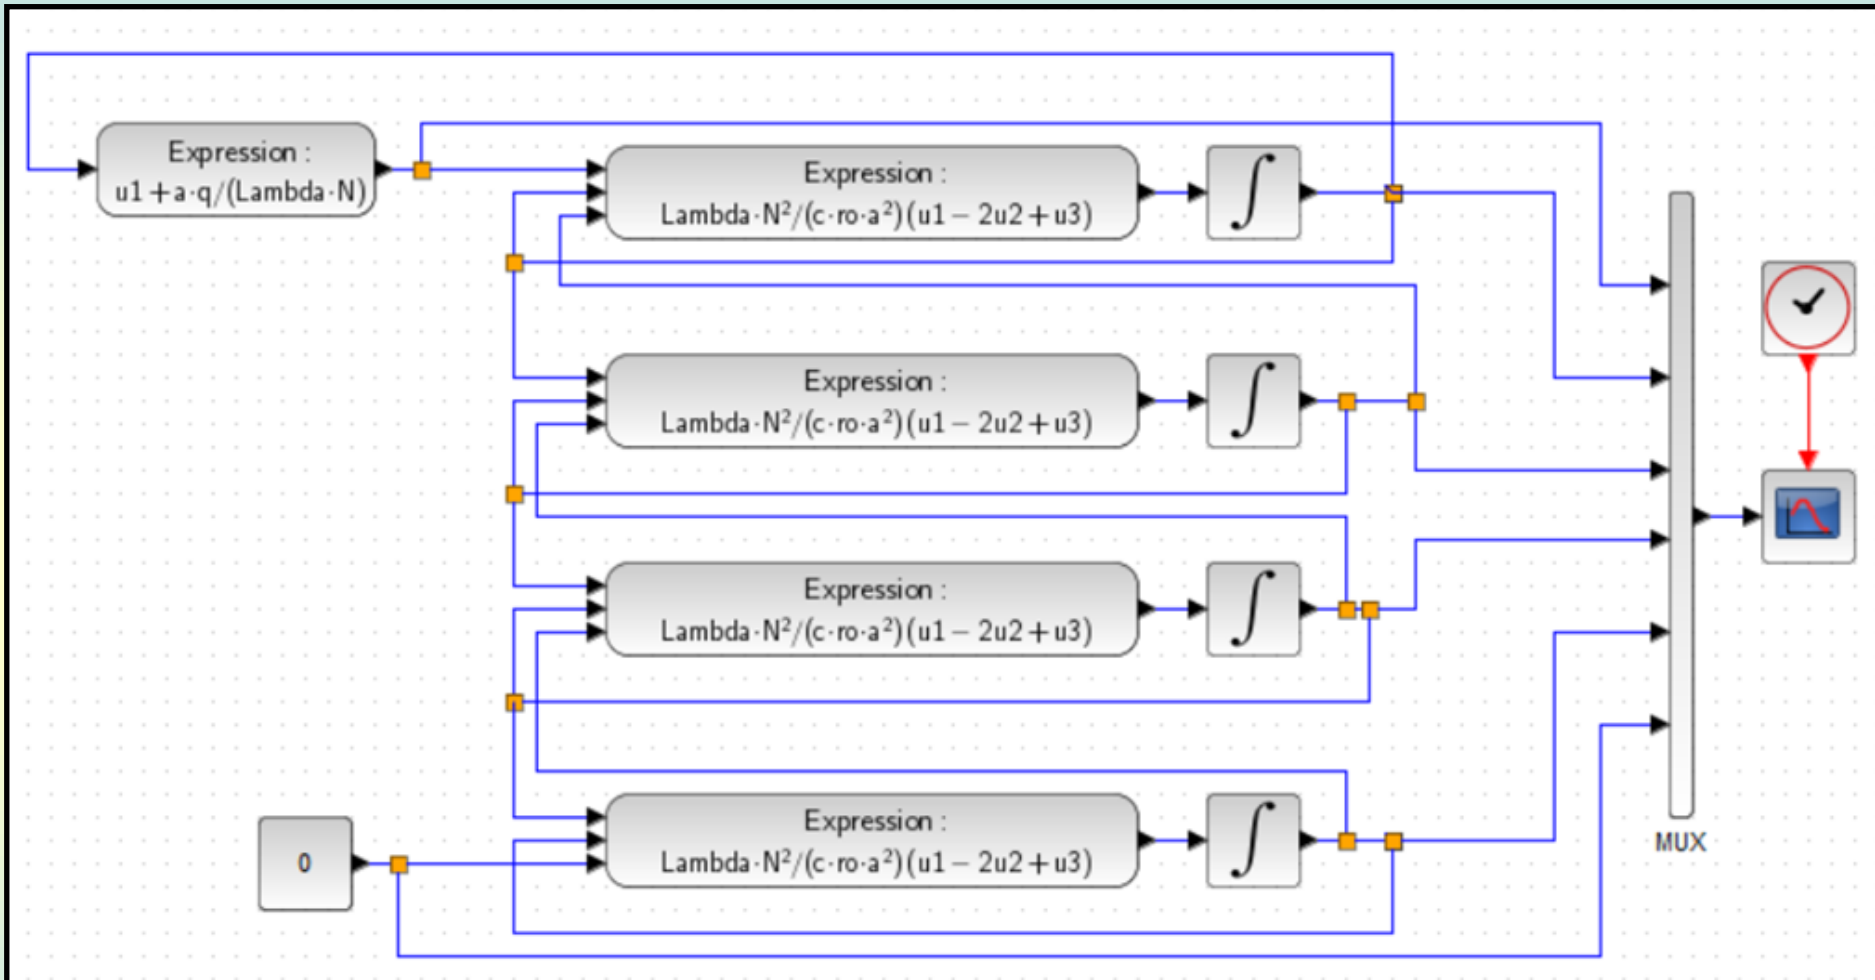 Expression :
u1+a·q/(Lambda·N)
Expression :
Lambda·N²/(c·ro·a²)(u1− 2u2+u3)
Expression :
Lambda·N²/(c·ro·a²)(u1− 2u2+u3)
Expression :
Lambda·N²/(c·ro·a²)(u1− 2u2+u3)
Expression :
Lambda·N²/(c·ro·a²)(u1− 2u2+u3)
0
MUX